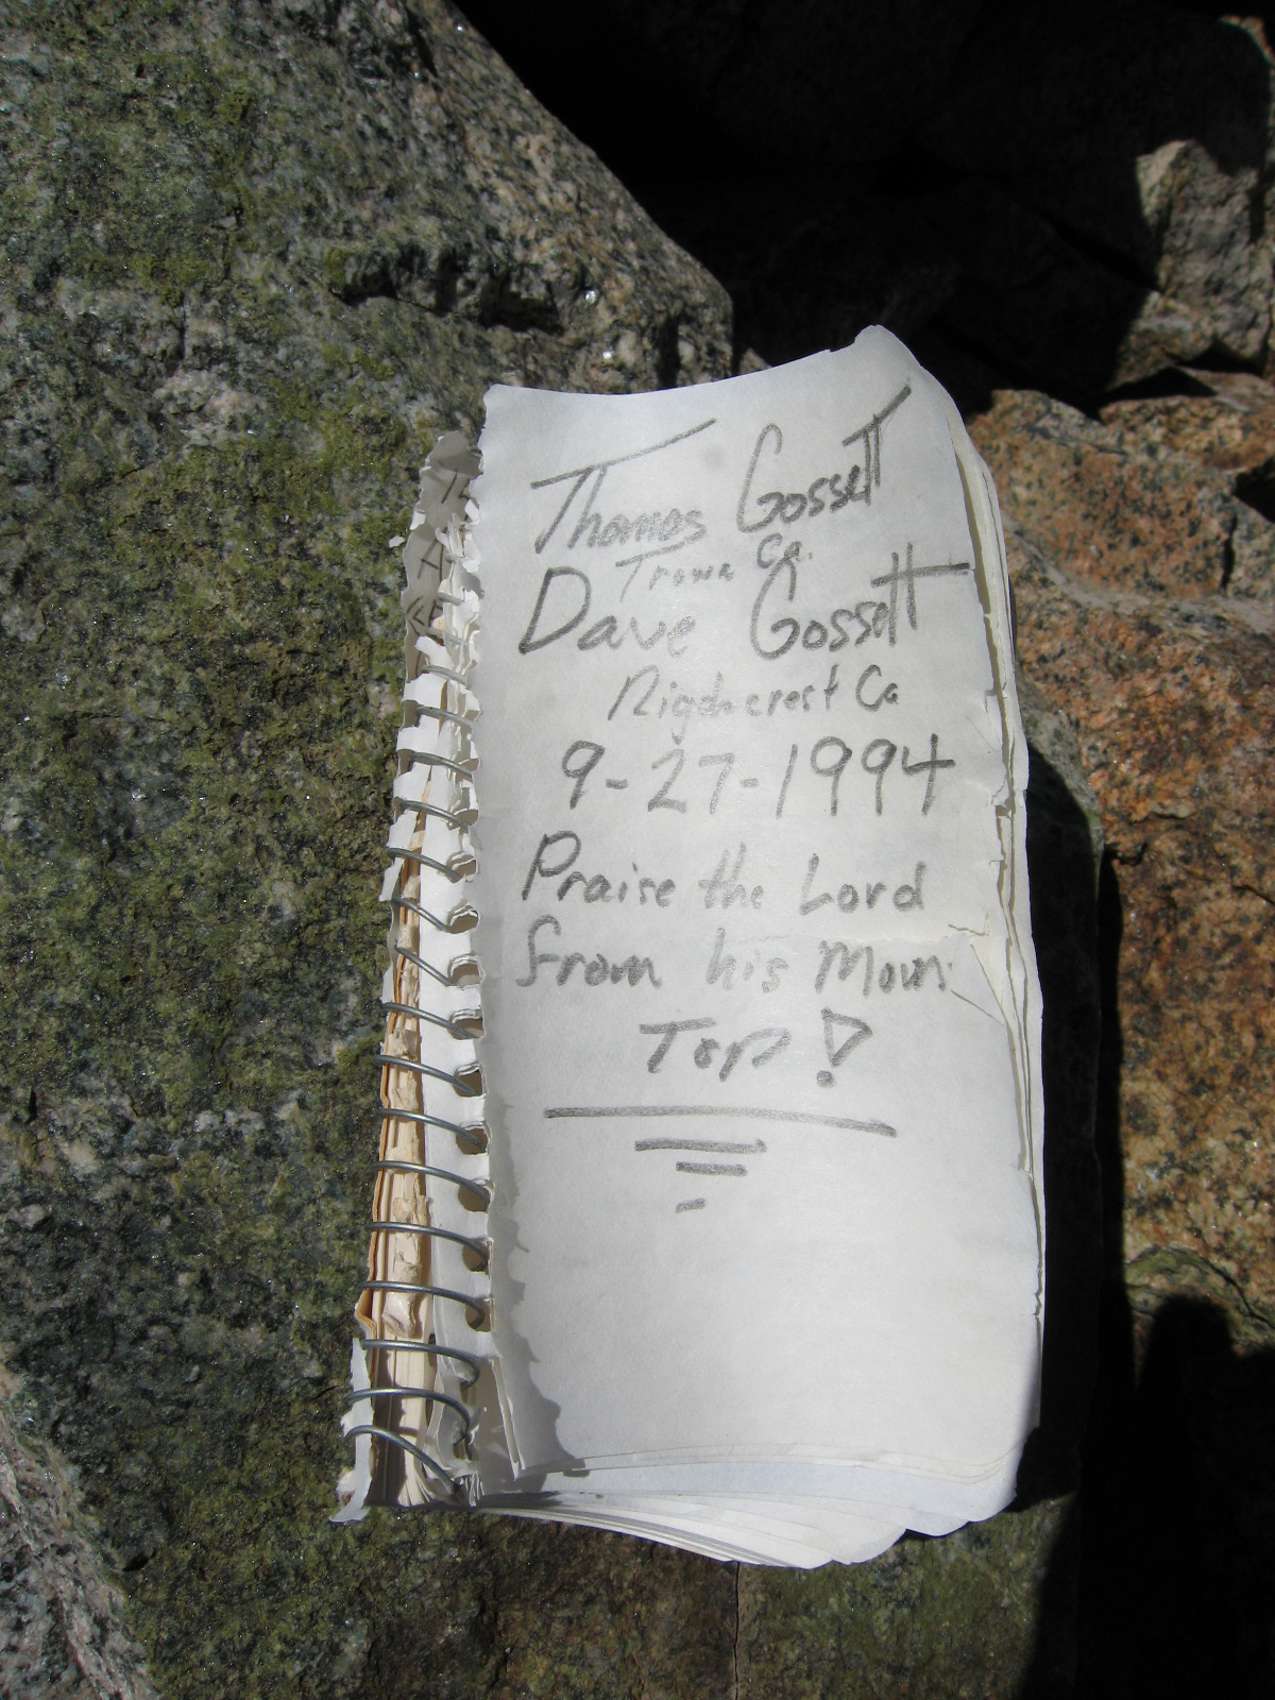 Thomas Gossett
Trona Ca.
Dave Gossett
Ridgecrest Ca
9-27-1994
Praise the Lord
from his Moun
Top!